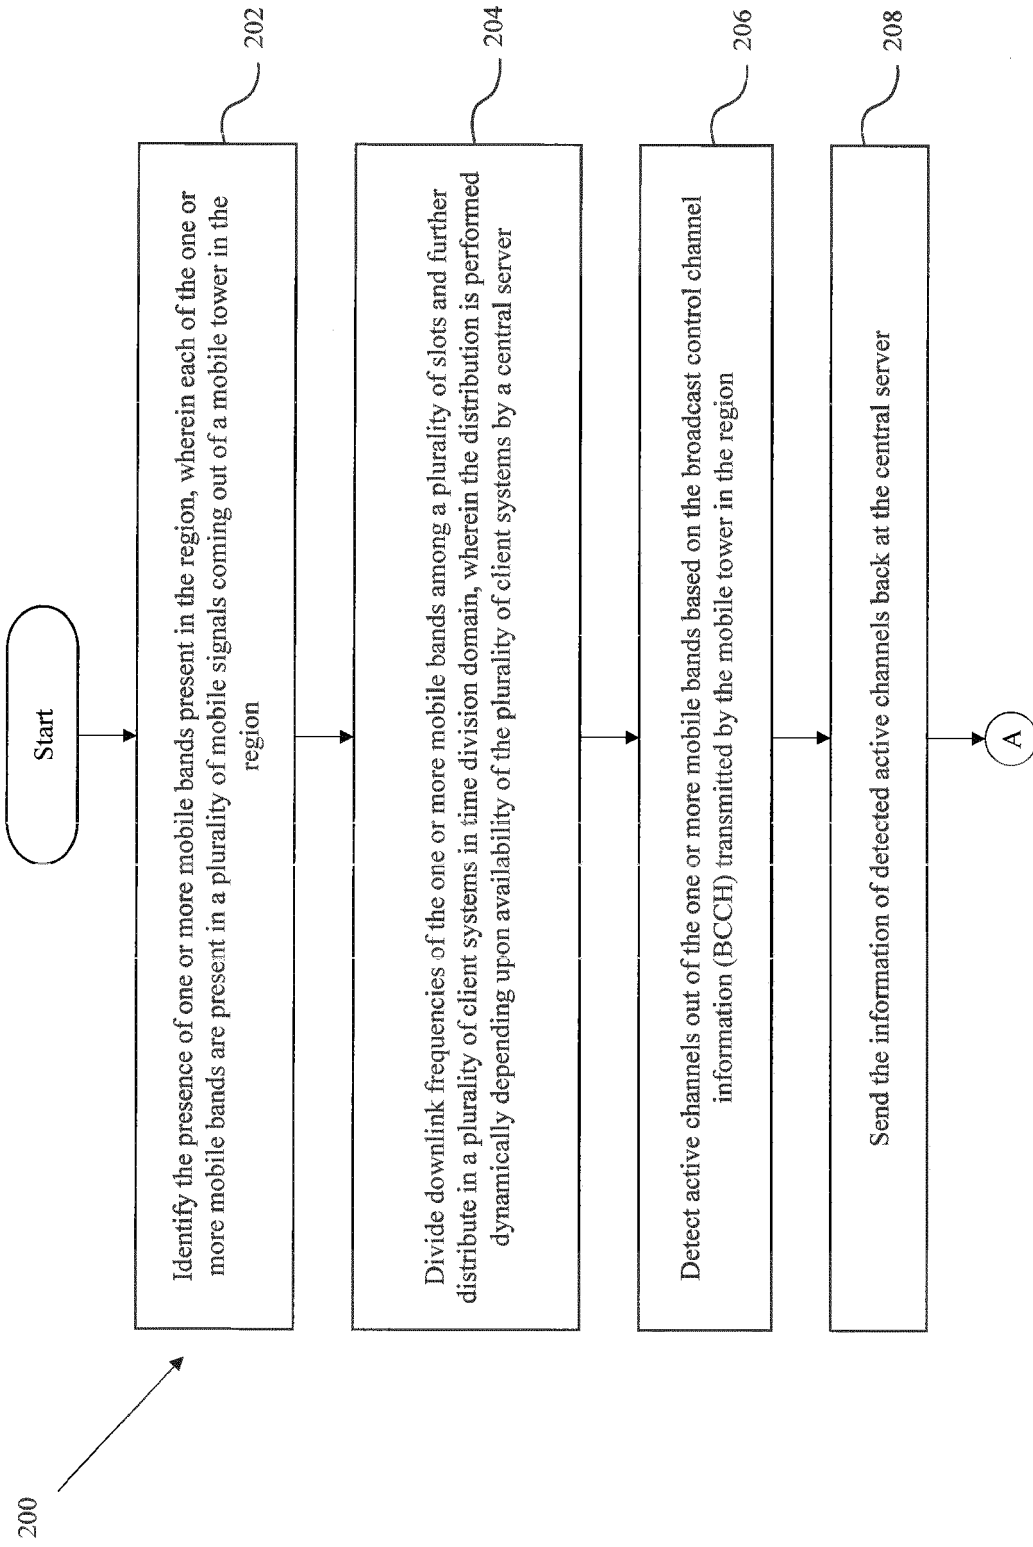 200
Start
Identify the presence of one or more mobile bands present in the region, wherein each of the one or
more mobile bands are present in a plurality of mobile signals coming out of a mobile tower in the
region
202
Divide downlink frequencies of the one or more mobile bands among a plurality of slots and further
distribute in a plurality of client systems in time division domain, wherein the distribution is performed
dynamically depending upon availability of the plurality of client systems by a central server
204
Detect active channels out of the one or more mobile bands based on the broadcast control channel
information (BCCH) transmitted by the mobile tower in the region
206
Send the information of detected active channels back at the central server
208
A